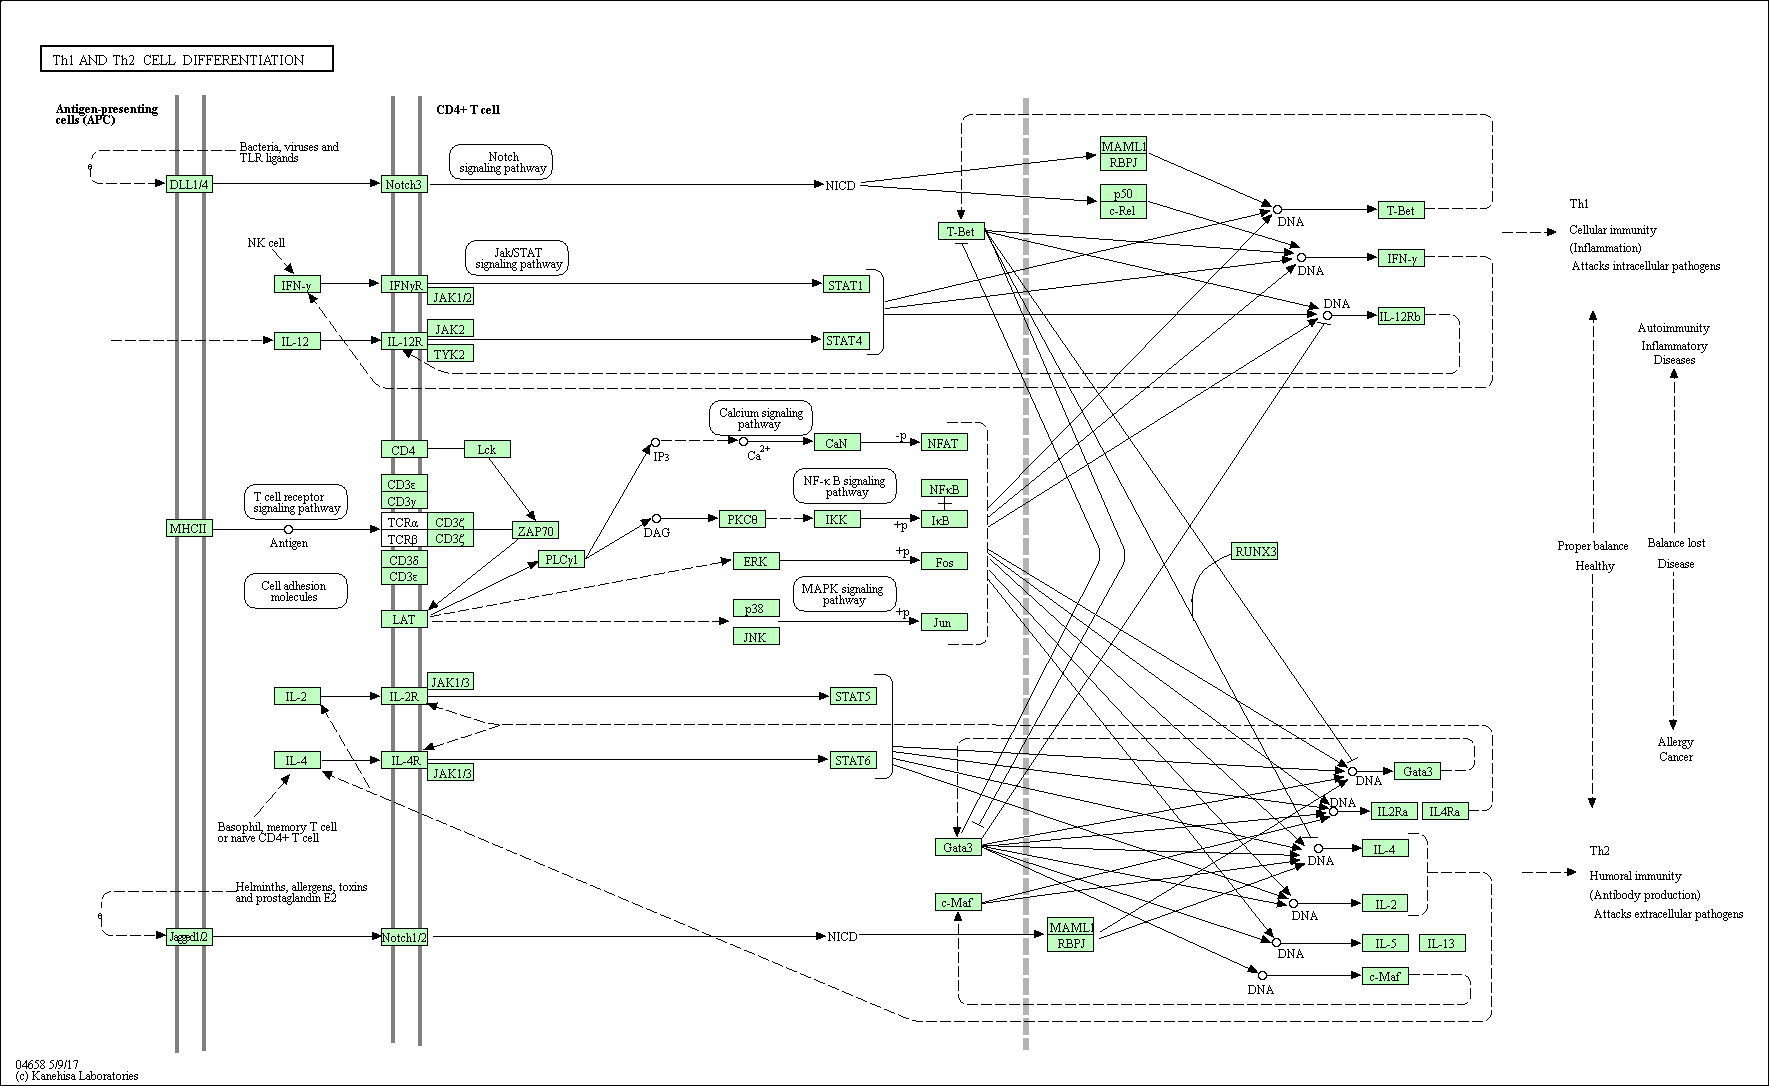 Th1 AND Th2 CELL DIFFERENTIATION
Antigen-presenting
cells (APC)
CD4+ T cell
Bacteria, viruses and
TLR ligands
DLL1/4
Notch3
Notch
signaling pathway
NICD
MAML1
RBPJ
p50
c-Rel
DNA
T-Bet
T-Bet
Th1
Cellular immunity
(Inflammation)
Attacks intracellular pathogens
NK cell
Jak/STAT
signaling pathway
IFN-γ
IFNγR
JAK1/2
STAT1
DNA
IFN-γ
IL-12
IL-12R
JAK2
TYK2
STAT4
DNA
IL-12Rb
Autoimmunity
Inflammatory
Diseases
Calcium signaling
pathway
CD4
Lck
IP3
Ca2+
CaN
-p
NFAT
CD3ε
CD3γ
NF-κB signaling
pathway
NFκB
T cell receptor
signaling pathway
MHCII
Antigen
TCRα
TCRβ
CD3ζ
CD3ζ
ZAP70
DAG
PKCθ
IKK
+p
IκB
CD3δ
CD3ε
PLCγ1
ERK
+p
Fos
RUNX3
Proper balance
Healthy
Balance lost
Disease
Cell adhesion
molecules
LAT
p38
JNK
MAPK signaling
pathway
+p
Jun
IL-2
IL-2R
JAK1/3
STAT5
IL-4
IL-4R
JAK1/3
STAT6
Allergy
Cancer
DNA
Gata3
DNA
IL2Ra
IL4Ra
Basophil, memory T cell
or naive CD4+ T cell
Gata3
DNA
IL-4
Th2
Humoral immunity
(Antibody production)
Attacks extracellular pathogens
Helminths, allergens, toxins
and prostaglandin E2
c-Maf
DNA
IL-2
Jagged1/2
Notch1/2
NICD
MAML1
RBPJ
DNA
IL-5
IL-13
DNA
c-Maf
04658 5/9/17
(c) Kanehisa Laboratories